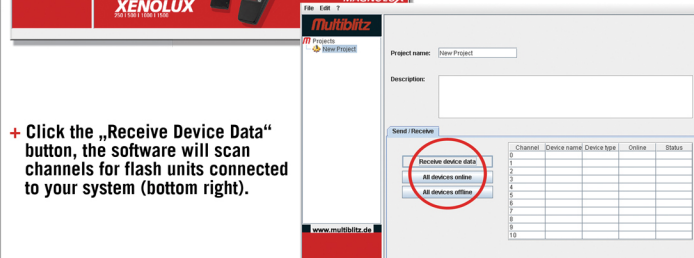 XENOLUX
250 | 500 | 1000 | 1500
+ Click the „Receive Device Data“
button, the software will scan
channels for flash units connected
to your system (bottom right).
File Edit ?
Multiblitz
Projects
New Project
www.multiblitz.de
Project name: New Project
Description:
Send / Receive
Receive device data
All devices online
All devices offline
Channel Device name Device type Online Status
0
1
2
3
4
5
6
7
8
9
10